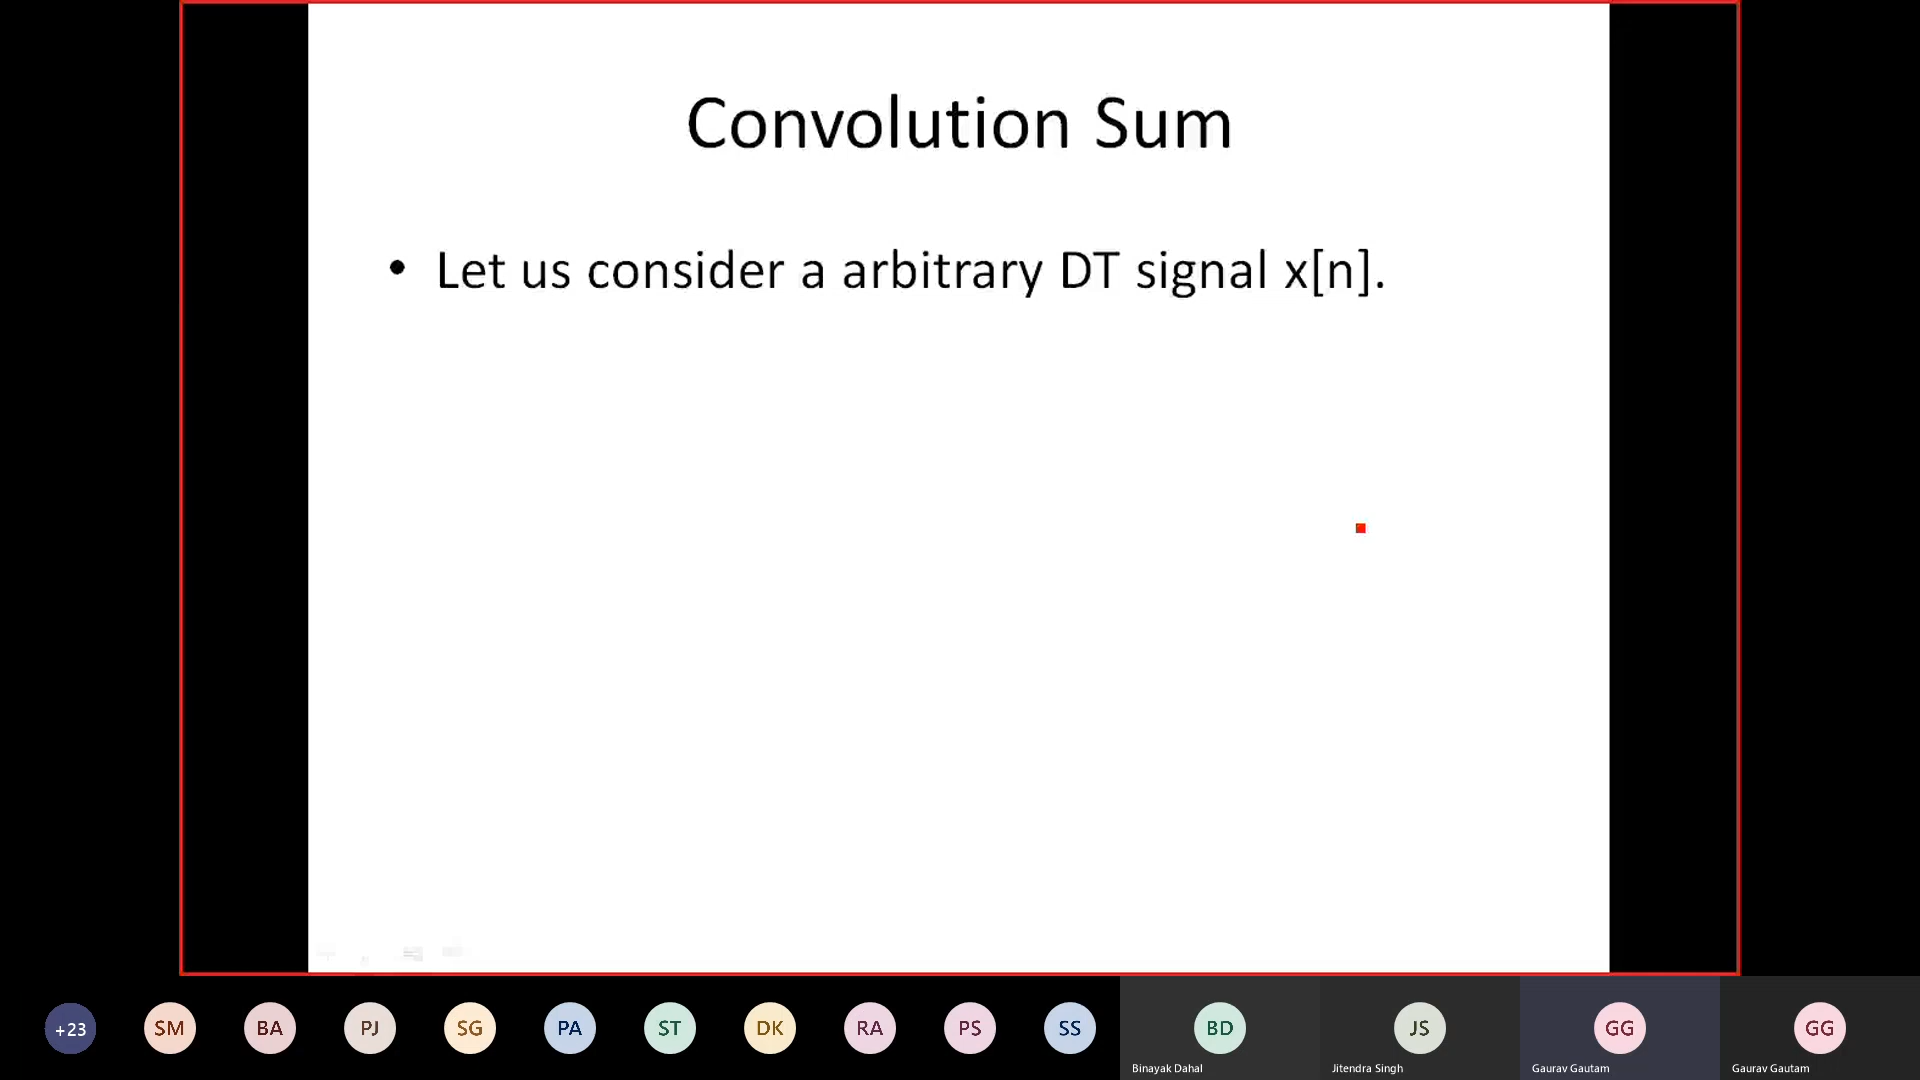 Convolution Sum
• Let us consider a arbitrary DT signal x[n].
+23 SM BA PJ SG PA ST DK RA PS SS BD JS GG GG
Binayak Dahal Jitendra Singh Gaurav Gautam Gaurav Gautam